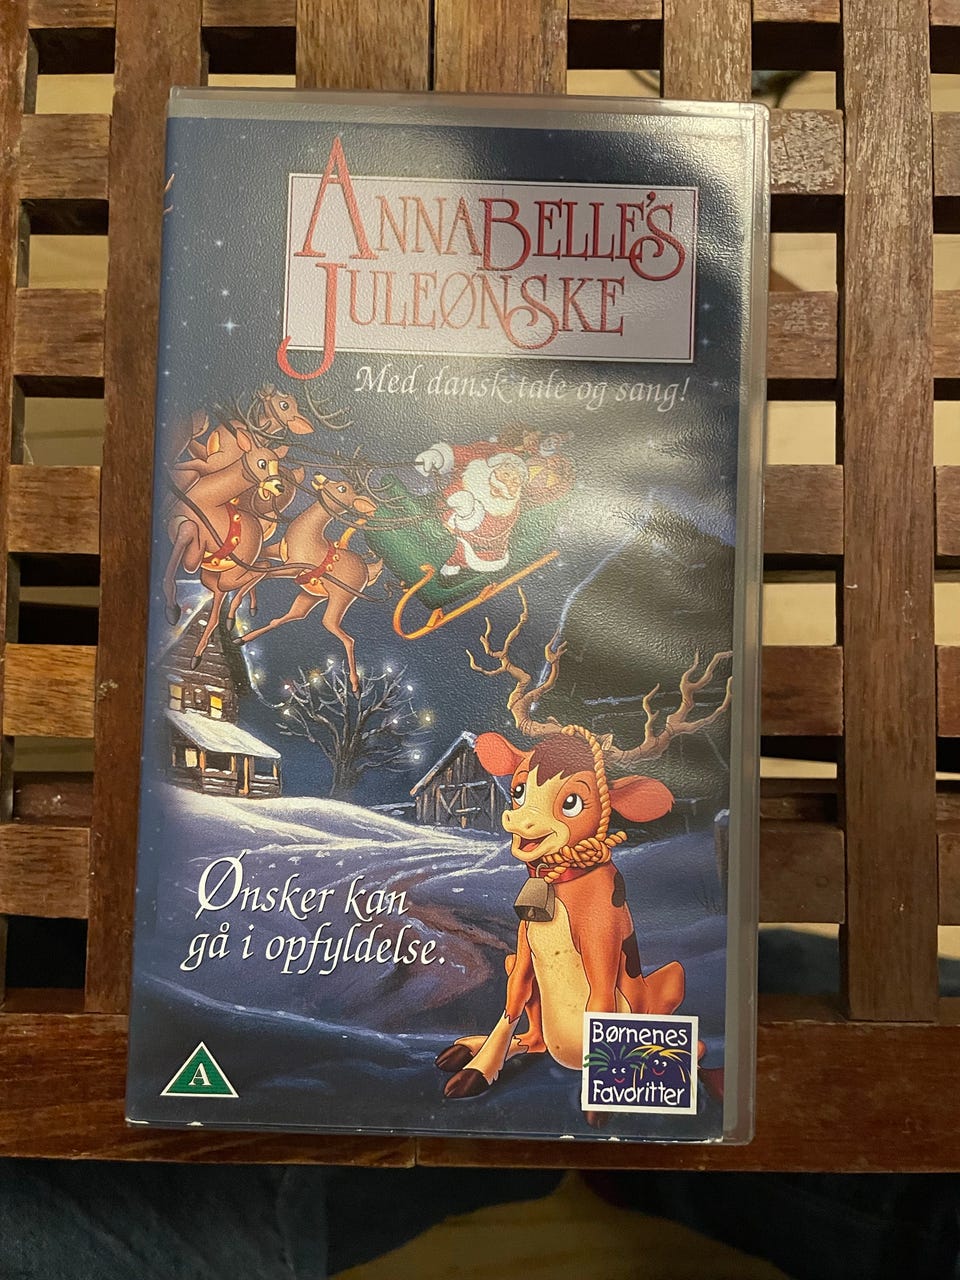 ANNABELLE'S
JULEØNSKE
Med dansk tale og sang!
Ønsker kan
gå i opfyldelse.
A
Børnenes
Favoritter